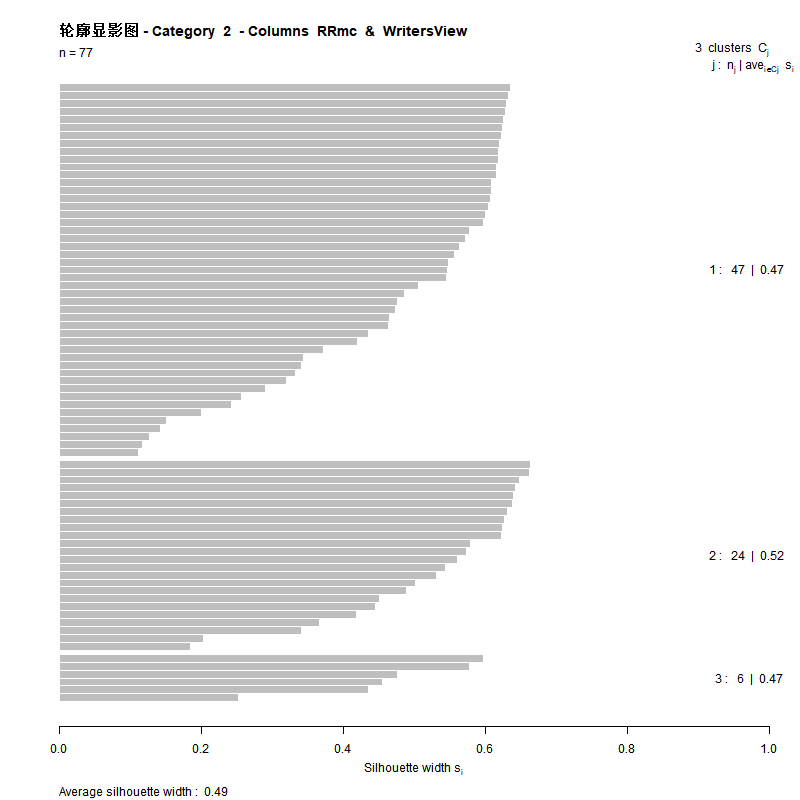 轮廓显影图 - Category 2 - Columns RRmc & WritersView
n = 77
3 clusters Cj
j : nj | avei∈Cj si
1 : 47 | 0.47
2 : 24 | 0.52
3 : 6 | 0.47
0.0 0.2 0.4 0.6 0.8 1.0
Silhouette width si
Average silhouette width : 0.49